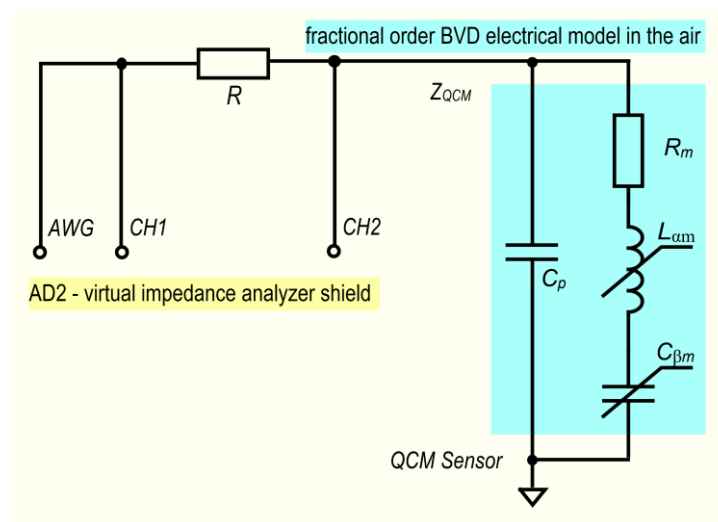 fractional order BVD electrical model in the air
R
Z_QCM
R_m
AWG
CH1
CH2
L_αm
AD2 - virtual impedance analyzer shield
C_p
C_βm
QCM Sensor